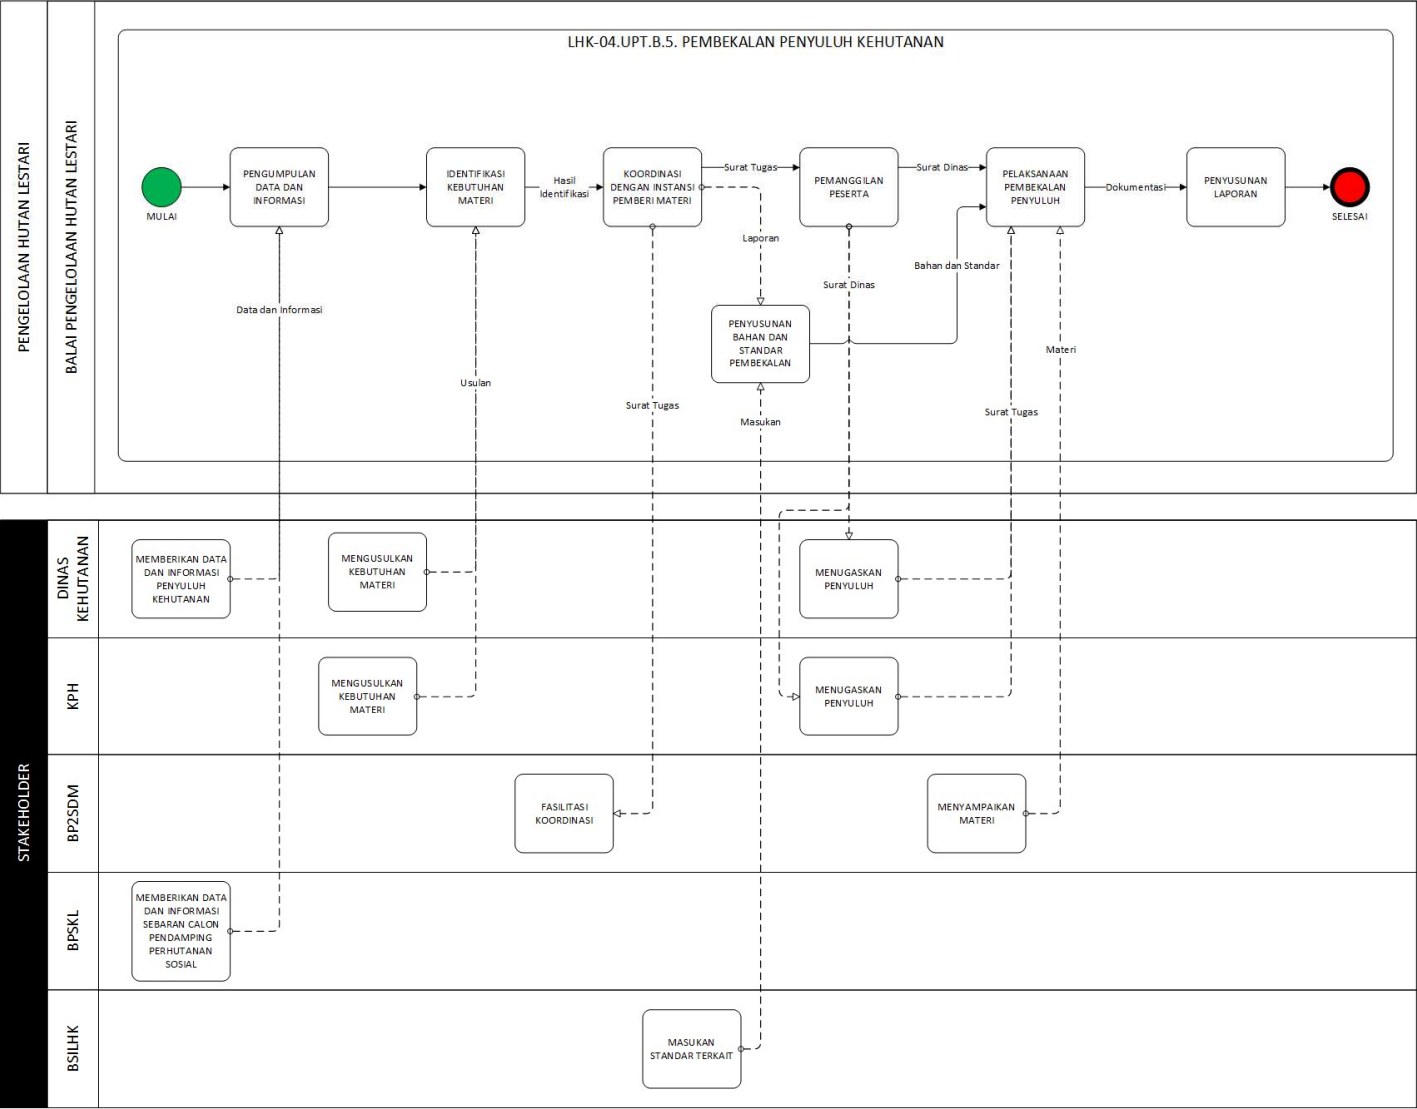 LHK-04.UPT.B.5. PEMBEKALAN PENYULUH KEHUTANAN
PENGELOLAAN HUTAN LESTARI
BALAI PENGELOLAAN HUTAN LESTARI
MULAI
PENGUMPULAN
DATA DAN
INFORMASI
IDENTIFIKASI
KEBUTUHAN
MATERI
Hasil
Identifikasi
KOORDINASI
DENGAN INSTANSI
PEMBERI MATERI
Surat Tugas
PEMANGGILAN
PESERTA
Surat Dinas
PELAKSANAAN
PEMBEKALAN
PENYULUH
Dokumentasi
PENYUSUNAN
LAPORAN
SELESAI
Laporan
Bahan dan Standar
Surat Dinas
Data dan Informasi
PENYUSUNAN
BAHAN DAN
STANDAR
PEMBEKALAN
Materi
Usulan
Surat Tugas
Masukan
Surat Tugas
STAKEHOLDER
DINAS
KEHUTANAN
MEMBERIKAN DATA
DAN INFORMASI
PENYULUH
KEHUTANAN
MENGUSULKAN
KEBUTUHAN
MATERI
MENUGASKAN
PENYULUH
KPH
MENGUSULKAN
KEBUTUHAN
MATERI
MENUGASKAN
PENYULUH
BP2SDM
FASILITASI
KOORDINASI
MENYAMPAIKAN
MATERI
BPSKL
MEMBERIKAN DATA
DAN INFORMASI
SEBARAN CALON
PENDAMPING
PERHUTANAN
SOSIAL
BSILHK
MASUKAN
STANDAR TERKAIT